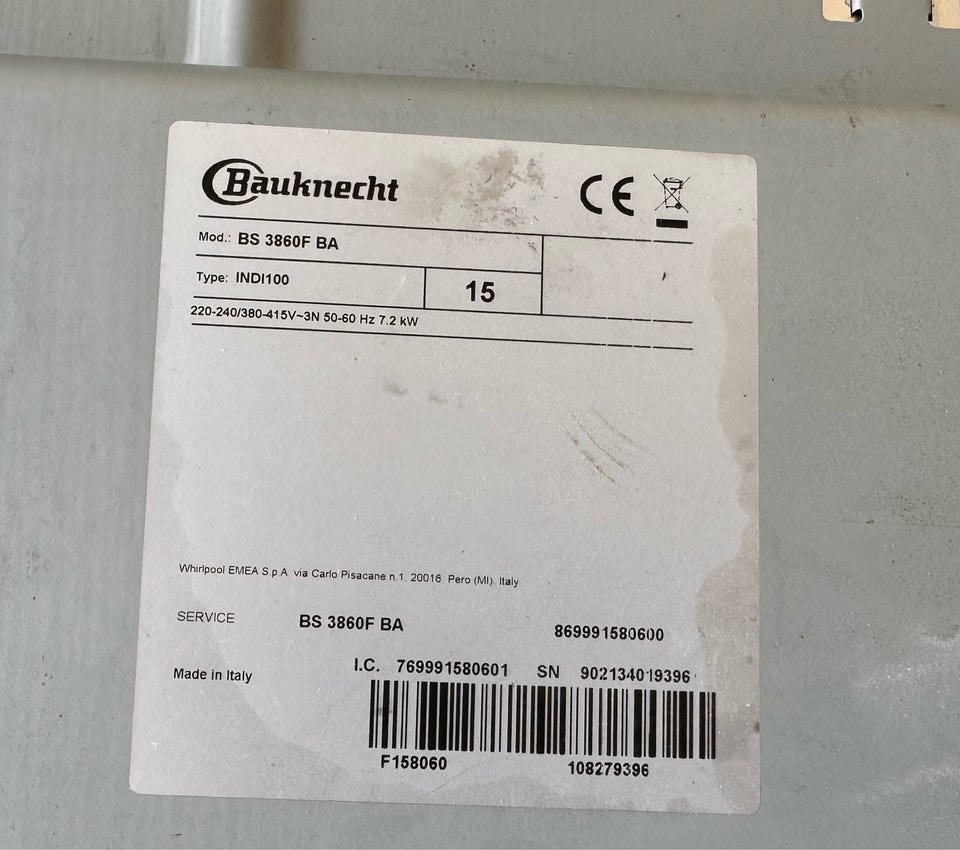 Bauknecht CE
Mod.: BS 3860F BA
Type: INDI100 15
220-240/380-415V~3N 50-60 Hz 7.2 kW
Whirlpool EMEA S.p.A. via Carlo Pisacane n.1, 20016 Pero (MI). Italy
SERVICE BS 3860F BA 869991580600
Made in Italy I.C. 769991580601 SN 902134019396
F158060 108279396